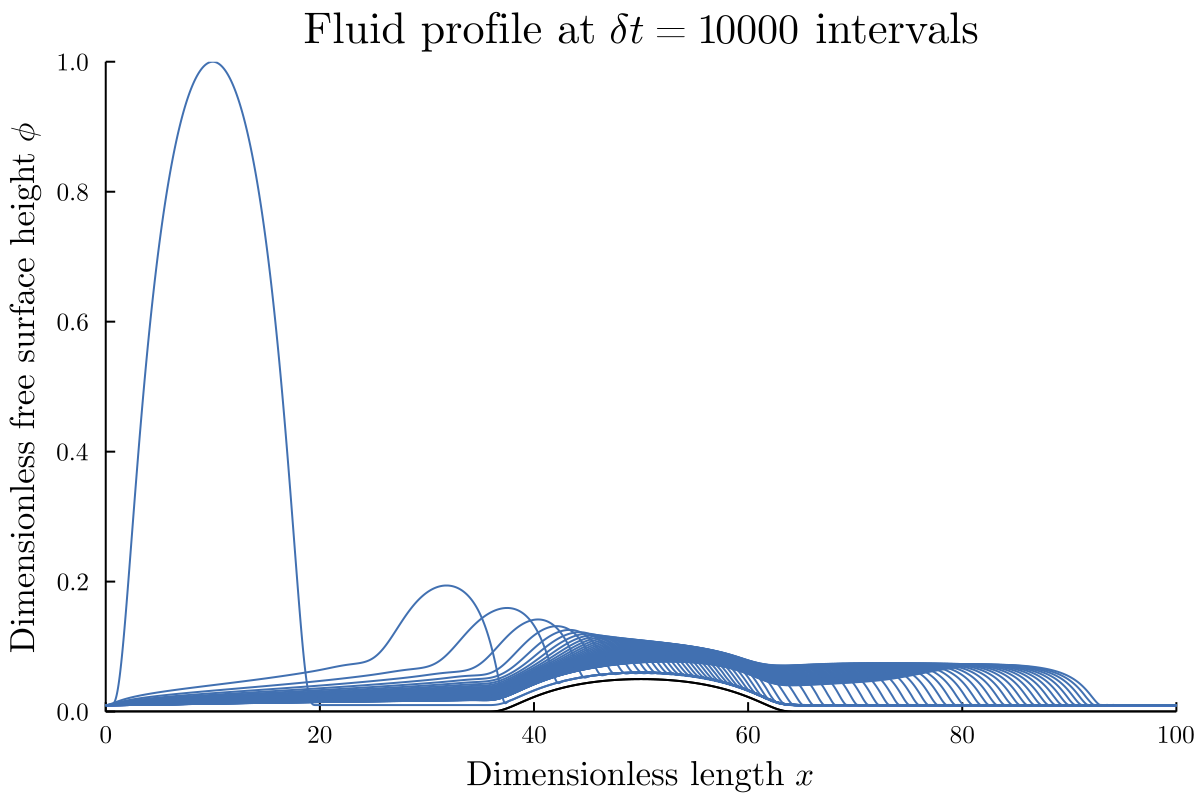 Fluid profile at δt = 10000 intervals
Dimensionless free surface height ϕ
1.0
0.8
0.6
0.4
0.2
0.0
0 20 40 60 80 100
Dimensionless length x